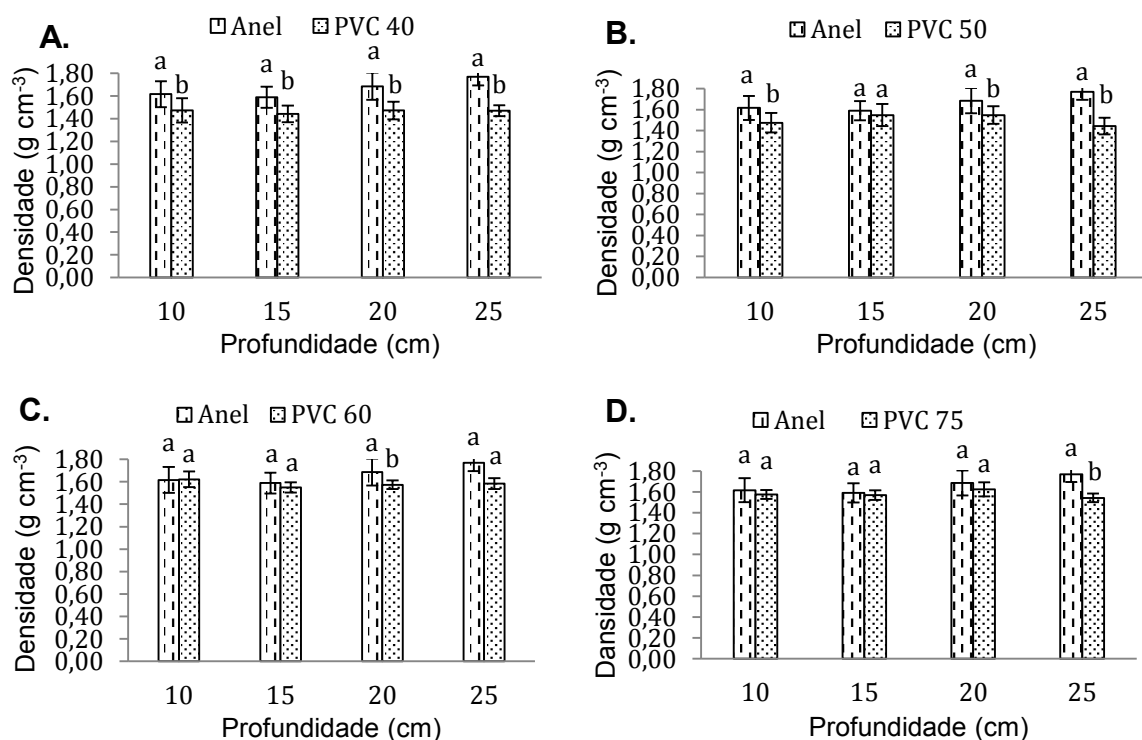 A.
Anel PVC 40
a b a b a b a b
Densidade (g cm⁻³)
1,80
1,60
1,40
1,20
1,00
0,80
0,60
0,40
0,20
0,00
10 15 20 25
Profundidade (cm)
B.
Anel PVC 50
a b a a a b a b
Densidade (g cm⁻³)
1,80
1,60
1,40
1,20
1,00
0,80
0,60
0,40
0,20
0,00
10 15 20 25
Profundidade (cm)
C.
Anel PVC 60
a a a a a b a a
Densidade (g cm⁻³)
1,80
1,60
1,40
1,20
1,00
0,80
0,60
0,40
0,20
0,00
10 15 20 25
Profundidade (cm)
D.
Anel PVC 75
a a a a a a a b
Dansidade (g cm⁻³)
1,80
1,60
1,40
1,20
1,00
0,80
0,60
0,40
0,20
0,00
10 15 20 25
Profundidade (cm)